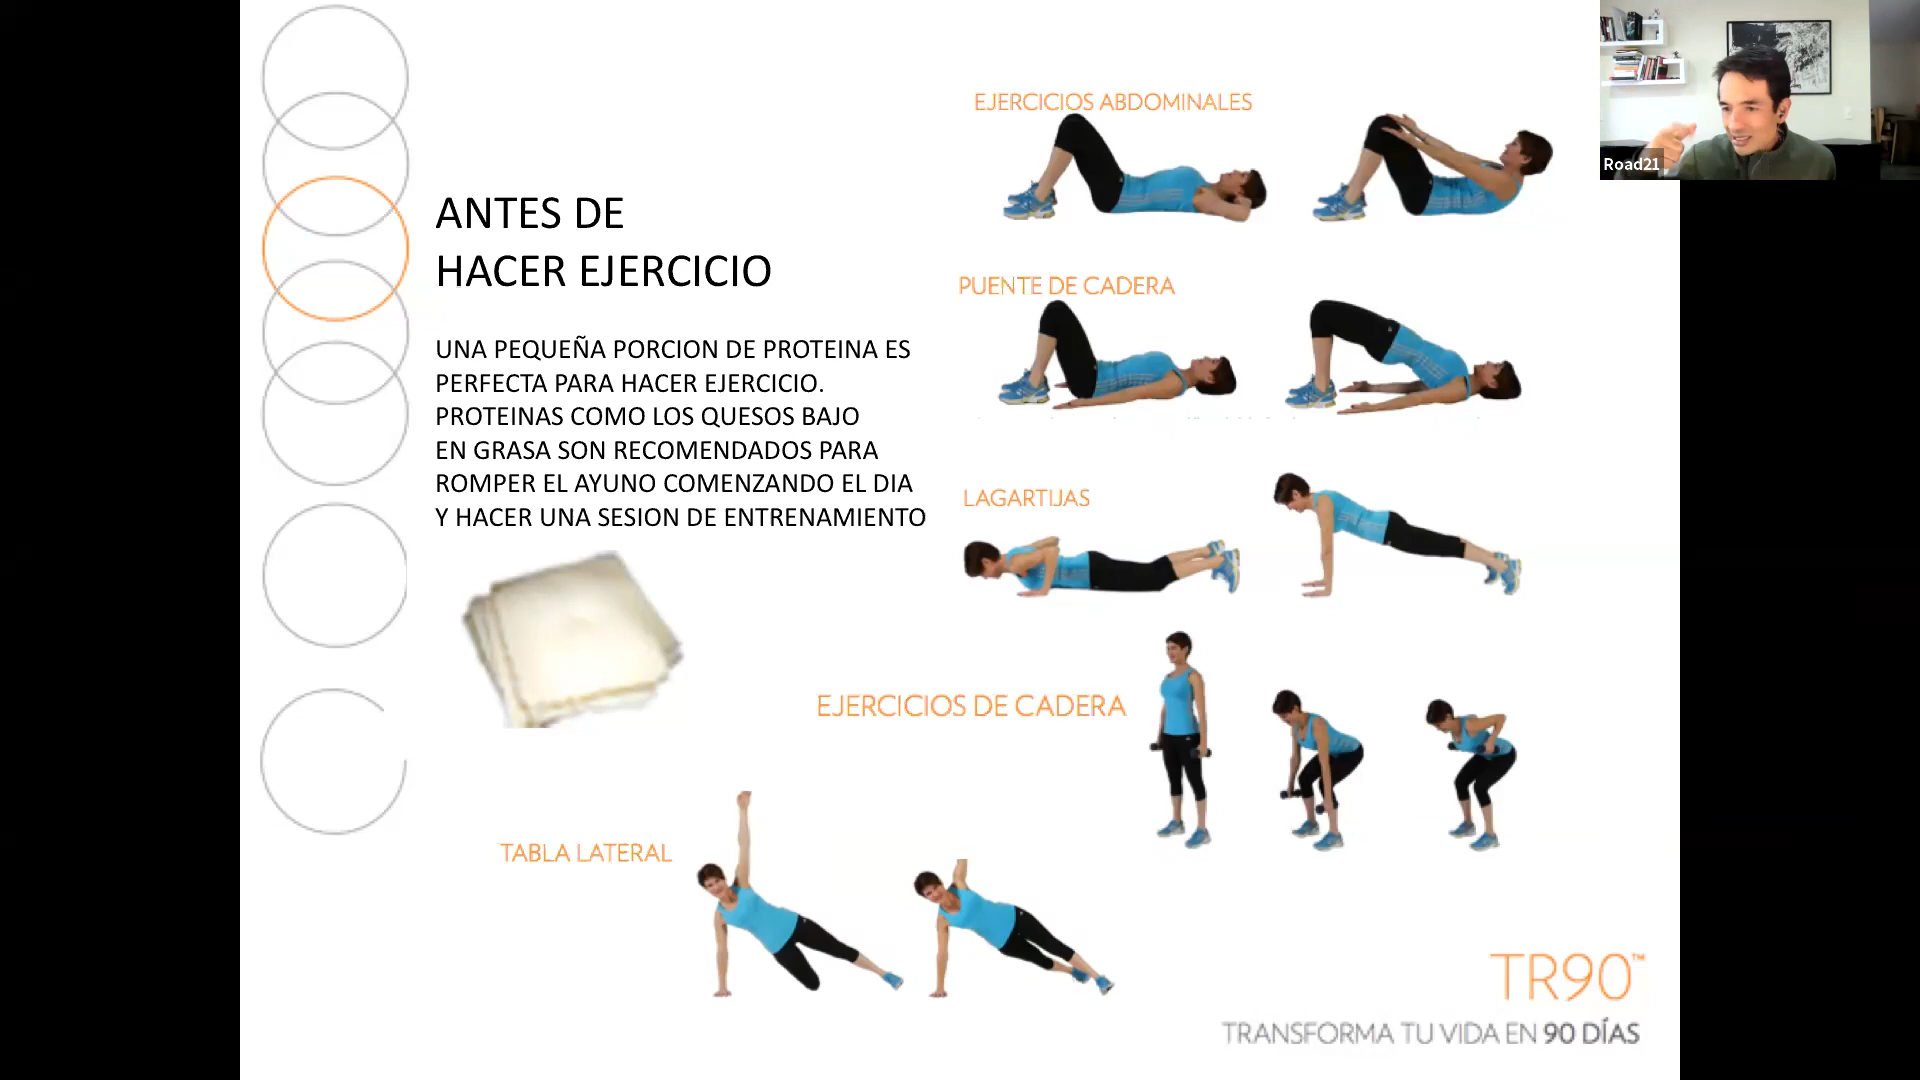 EJERCICIOS ABDOMINALES
Road21
ANTES DE
HACER EJERCICIO
PUENTE DE CADERA
UNA PEQUEÑA PORCION DE PROTEINA ES
PERFECTA PARA HACER EJERCICIO.
PROTEINAS COMO LOS QUESOS BAJO
EN GRASA SON RECOMENDADOS PARA
ROMPER EL AYUNO COMENZANDO EL DIA
Y HACER UNA SESION DE ENTRENAMIENTO
LAGARTIJAS
EJERCICIOS DE CADERA
TABLA LATERAL
TR90™
TRANSFORMA TU VIDA EN 90 DÍAS